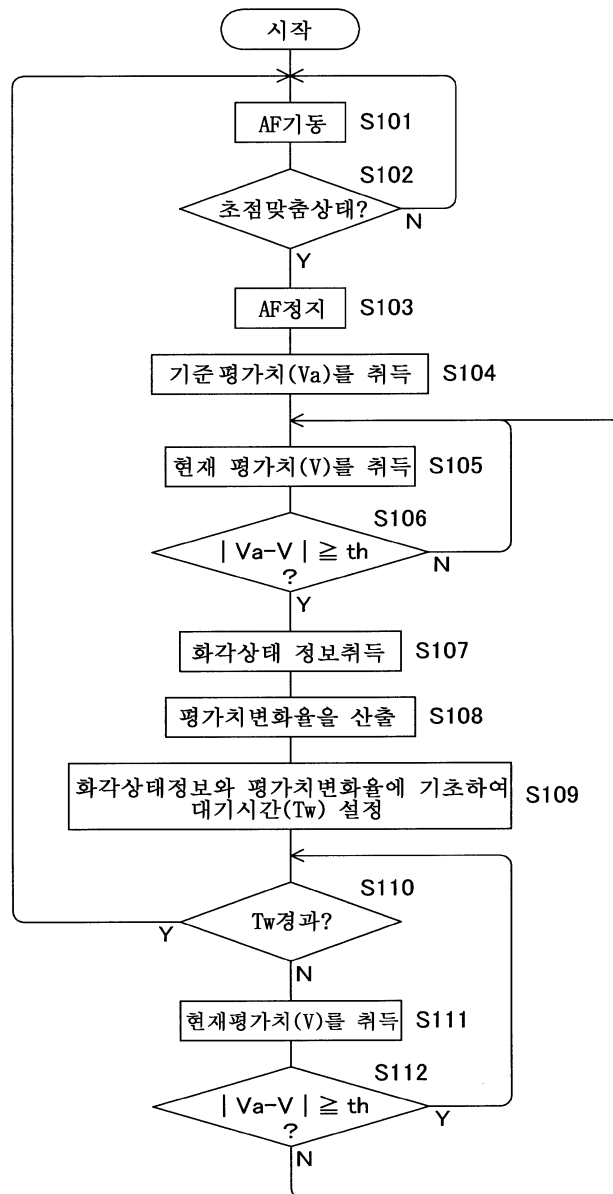 시작
AF기동 S101
S102
초점맞춤상태?
N
Y
AF정지 S103
기준평가치(Va)를 취득 S104
현재 평가치(V)를 취득 S105
S106
| Va-V | ≧ th
?
N
Y
화각상태 정보취득 S107
평가치변화율을 산출 S108
화각상태정보와 평가치변화율에 기초하여
대기시간(Tw) 설정
S109
S110
Tw경과?
Y
N
현재평가치(V)를 취득 S111
S112
| Va-V | ≧ th
?
Y
N